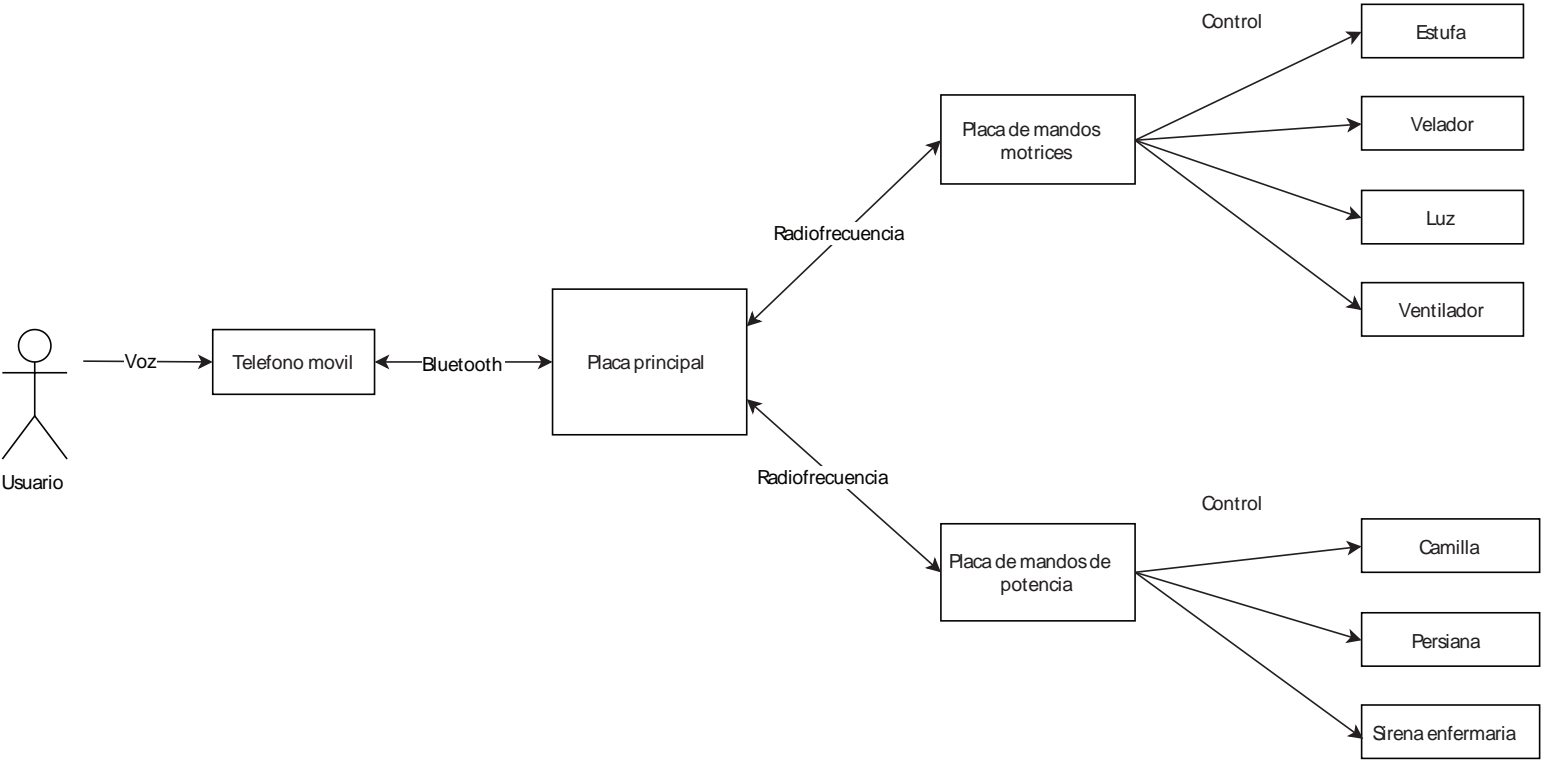 Control
Estufa
Placa de mandos
motrices
Velador
Luz
Radiofrecuencia
Ventilador
Voz
Telefono movil
Bluetooth
Placa principal
Usuario
Radiofrecuencia
Control
Placa de mandos de
potencia
Camilla
Persiana
Sirena enfermaria